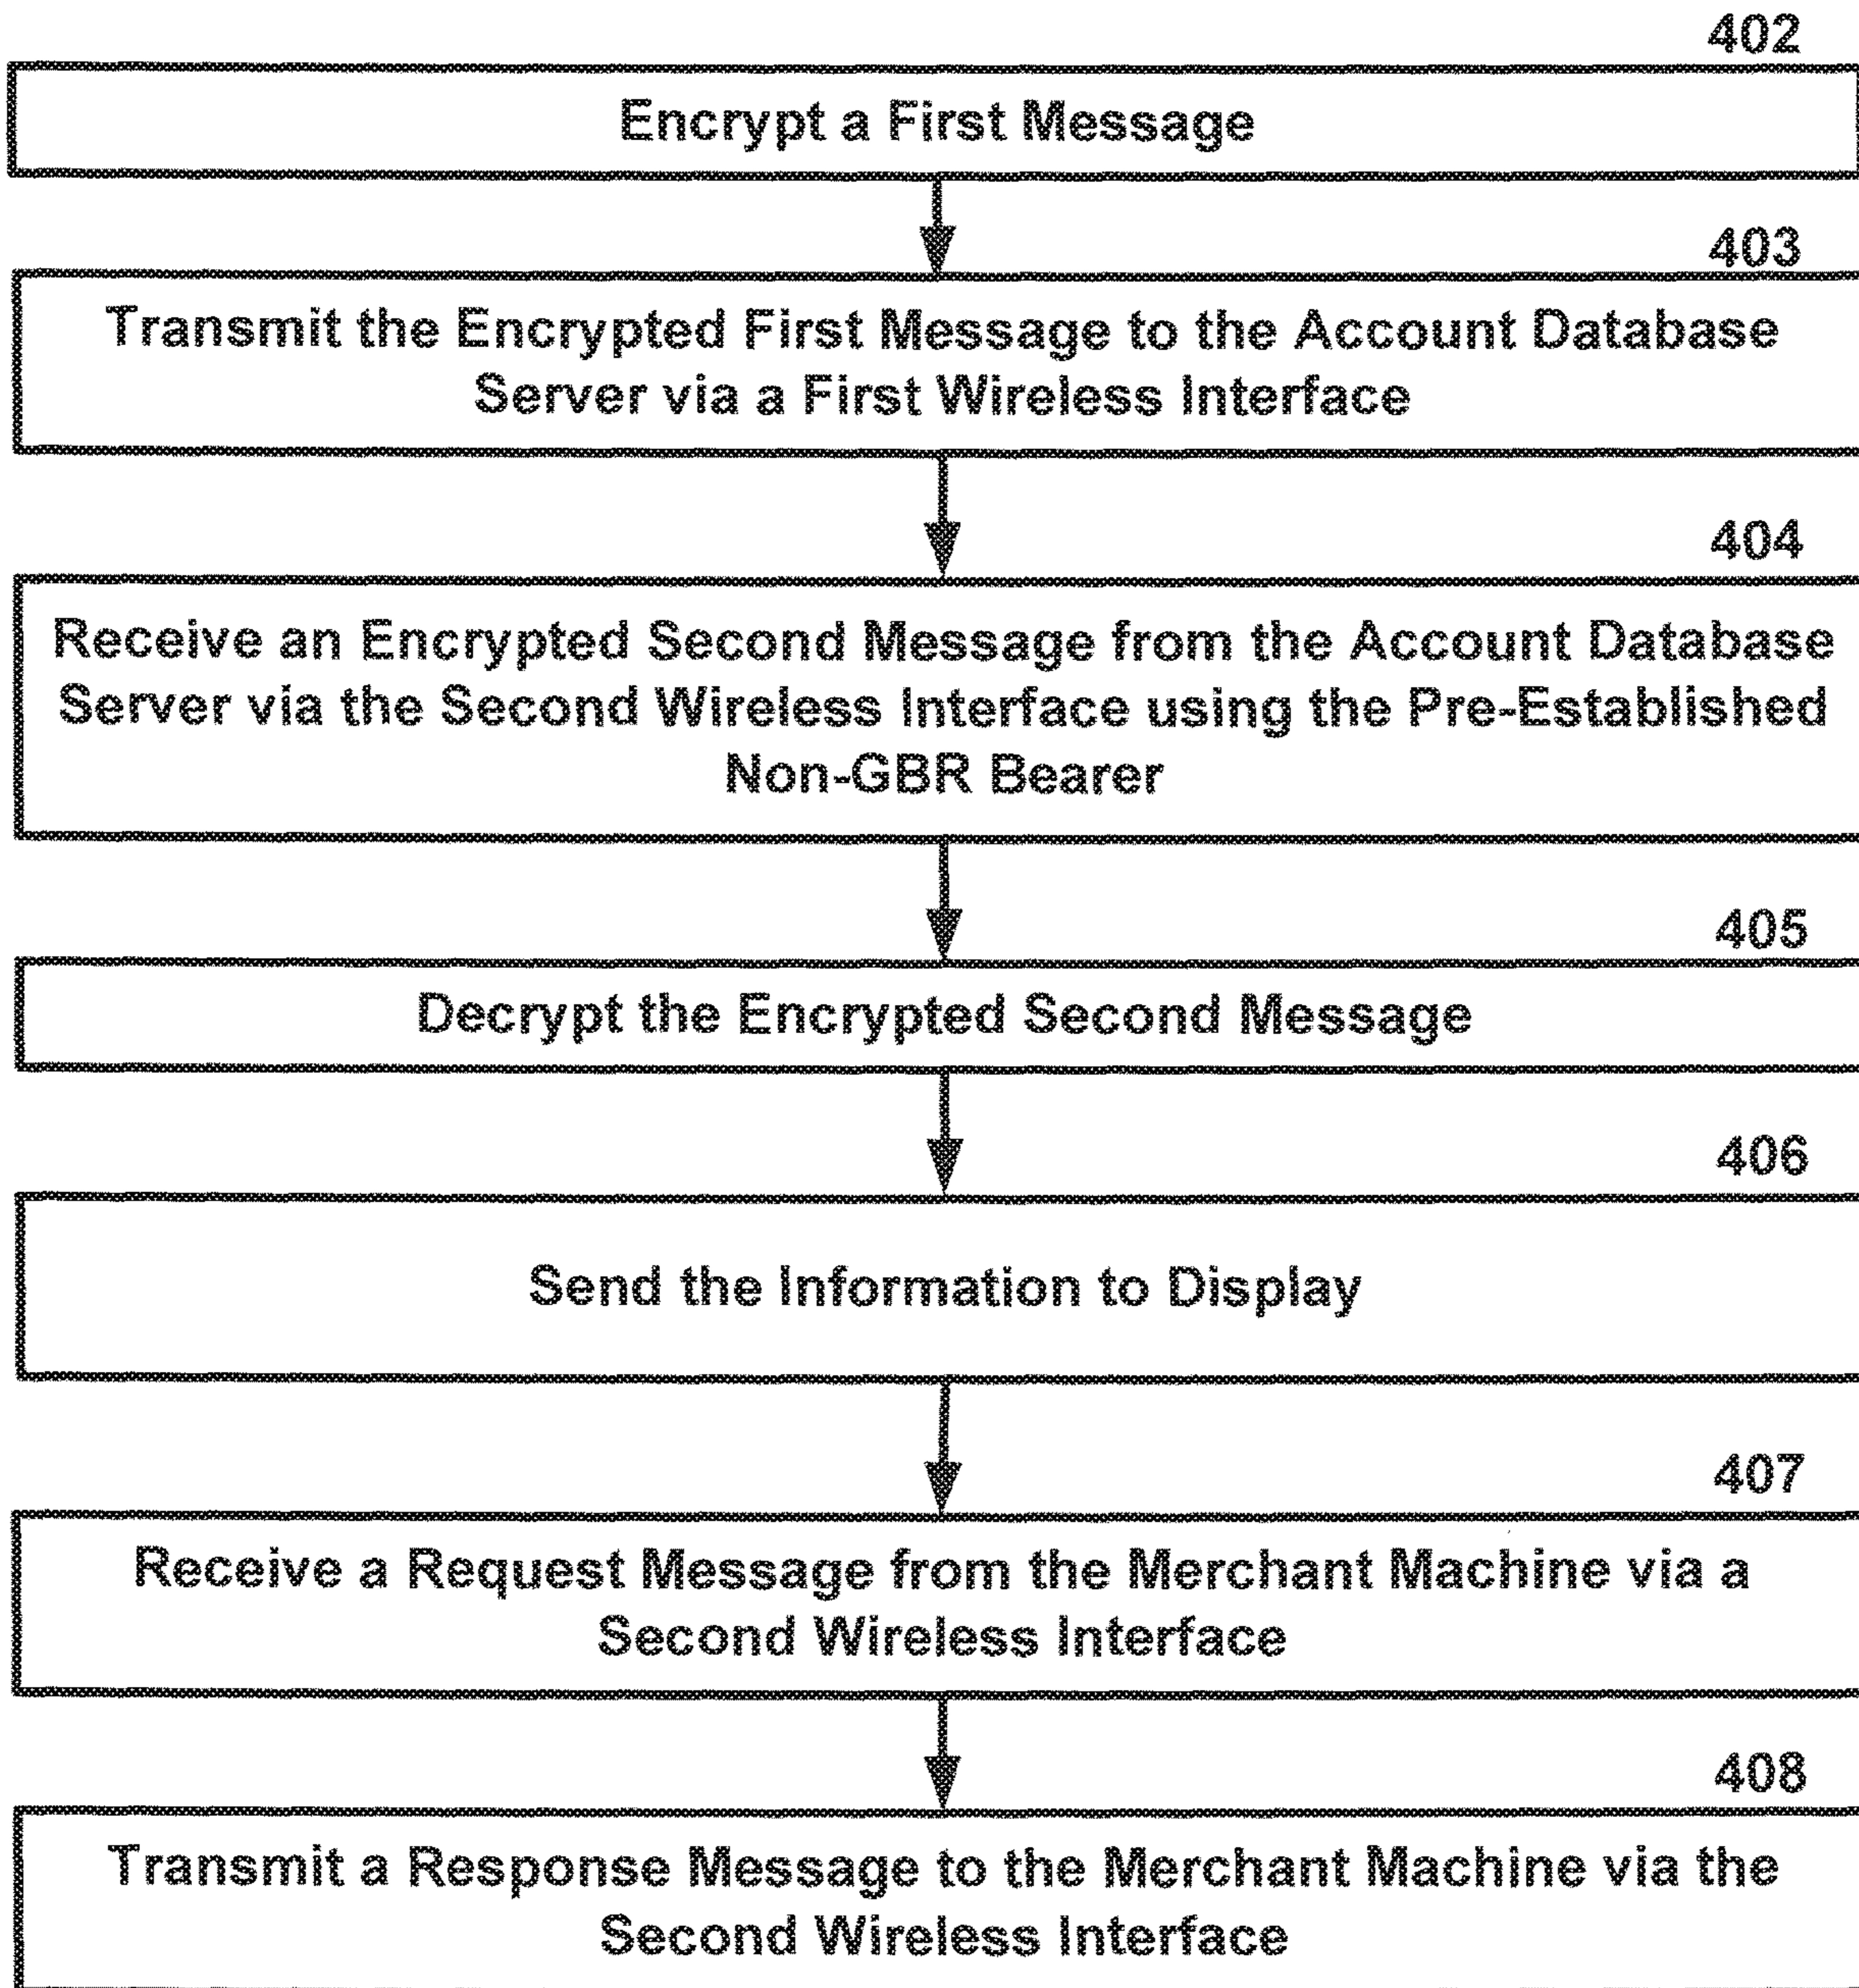 402
Encrypt a First Message
403
Transmit the Encrypted First Message to the Account Database
Server via a First Wireless Interface
404
Receive an Encrypted Second Message from the Account Database
Server via the Second Wireless Interface using the Pre-Established
Non-GBR Bearer
405
Decrypt the Encrypted Second Message
406
Send the Information to Display
407
Receive a Request Message from the Merchant Machine via a
Second Wireless Interface
408
Transmit a Response Message to the Merchant Machine via the
Second Wireless Interface